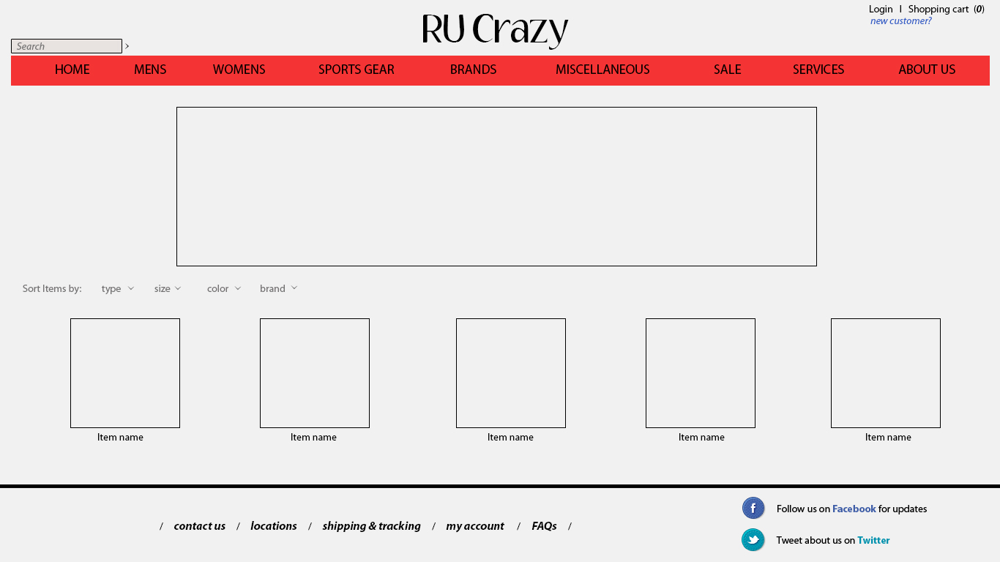 Login | Shopping cart (0)
new customer?
RU Crazy
Search >
HOME MENS WOMENS SPORTS GEAR BRANDS MISCELLANEOUS SALE SERVICES ABOUT US
Sort Items by: type size color brand
Item name Item name Item name Item name Item name
Follow us on Facebook for updates
/ contact us / locations / shipping & tracking / my account / FAQs /
Tweet about us on Twitter